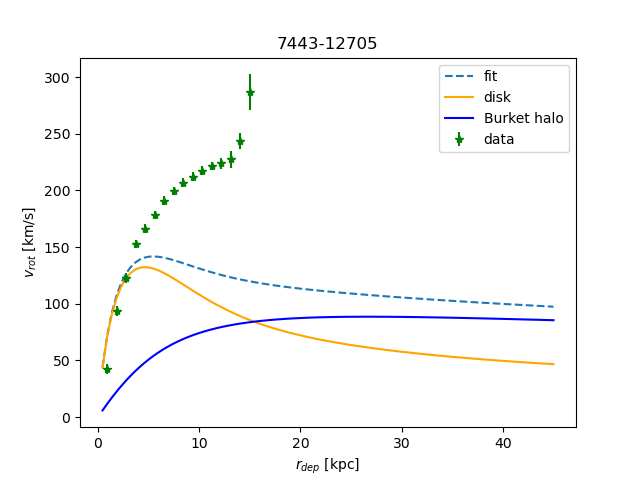 7443-12705
300
250
200
150
100
50
0
v_rot [km/s]
fit
disk
Burket halo
data
0 10 20 30 40
r_dep [kpc]